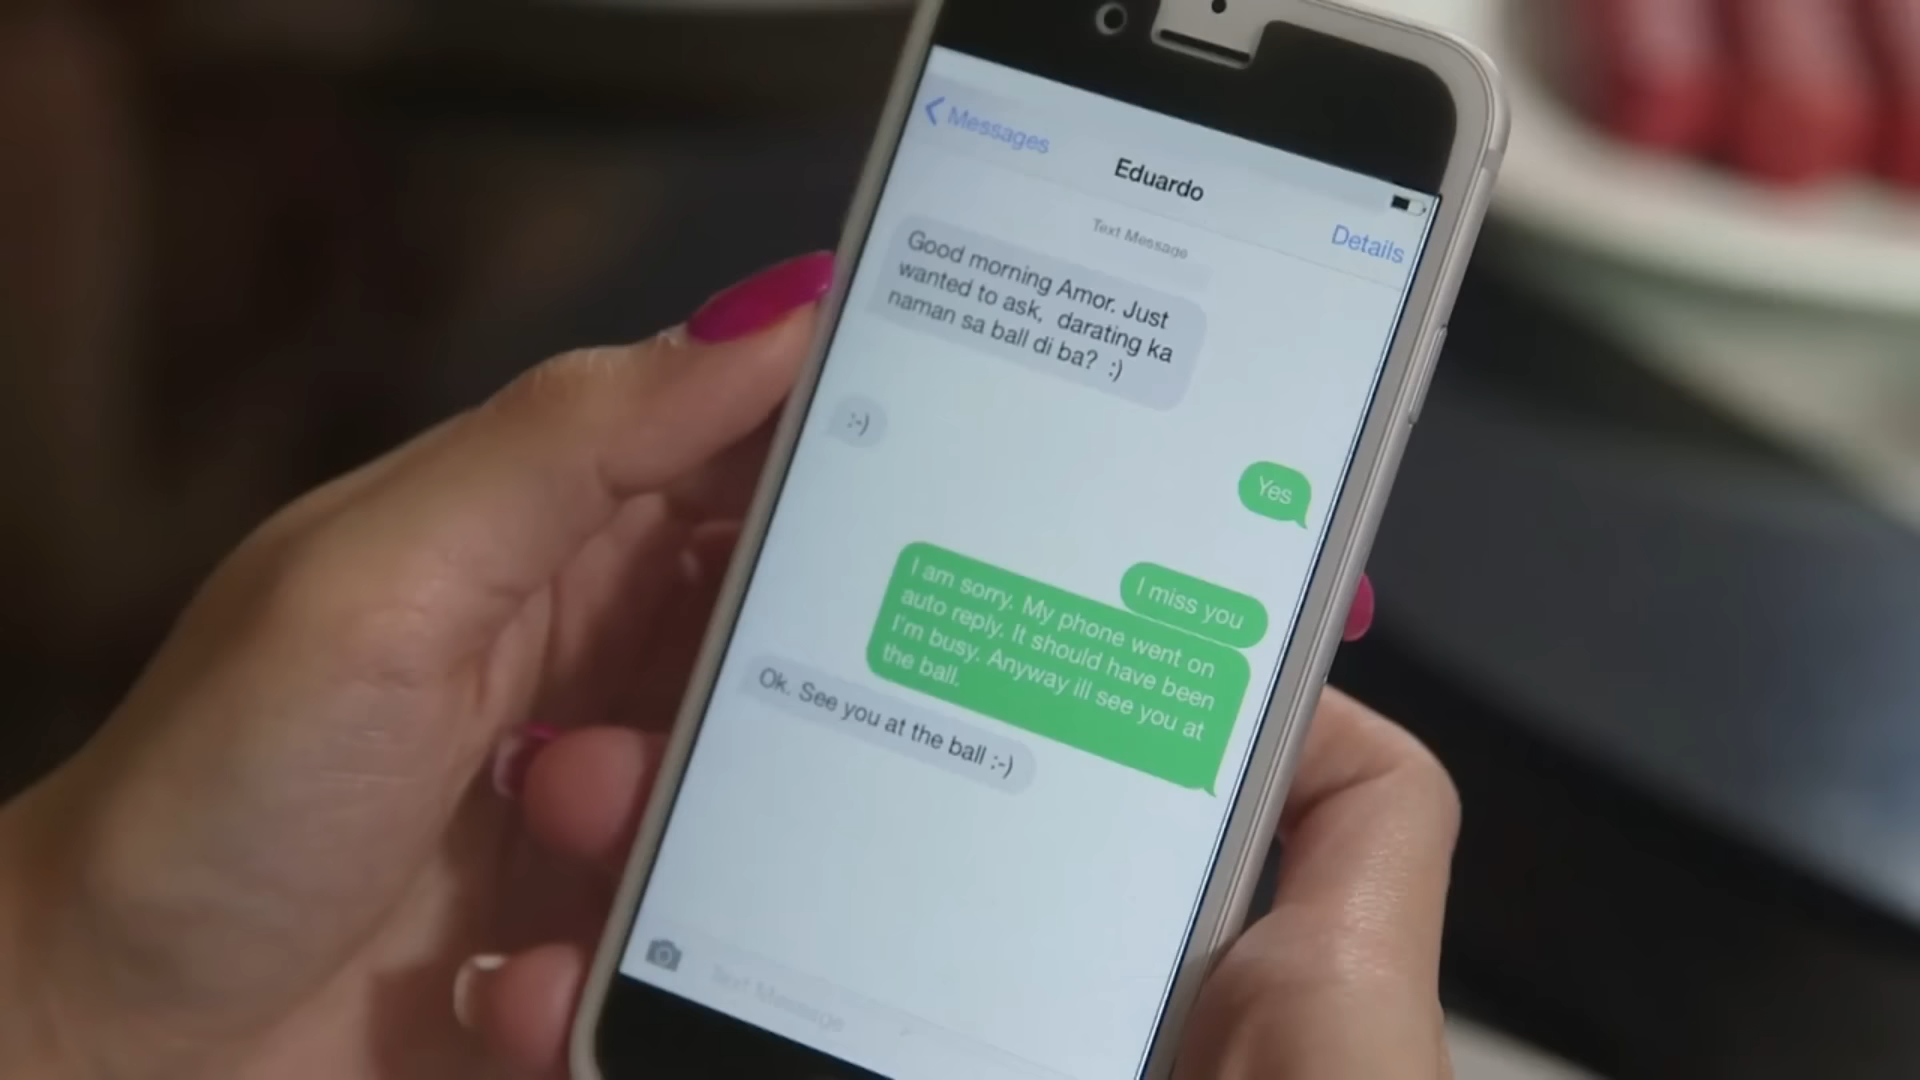 Messages
Eduardo
Details
Text Message
Good morning Amor. Just
wanted to ask, darating ka
naman sa ball di ba? :)
:-)
Yes
I miss you
I am sorry. My phone went on
auto reply. It should have been
I'm busy. Anyway ill see you at
the ball.
Ok. See you at the ball :-)
Text Message